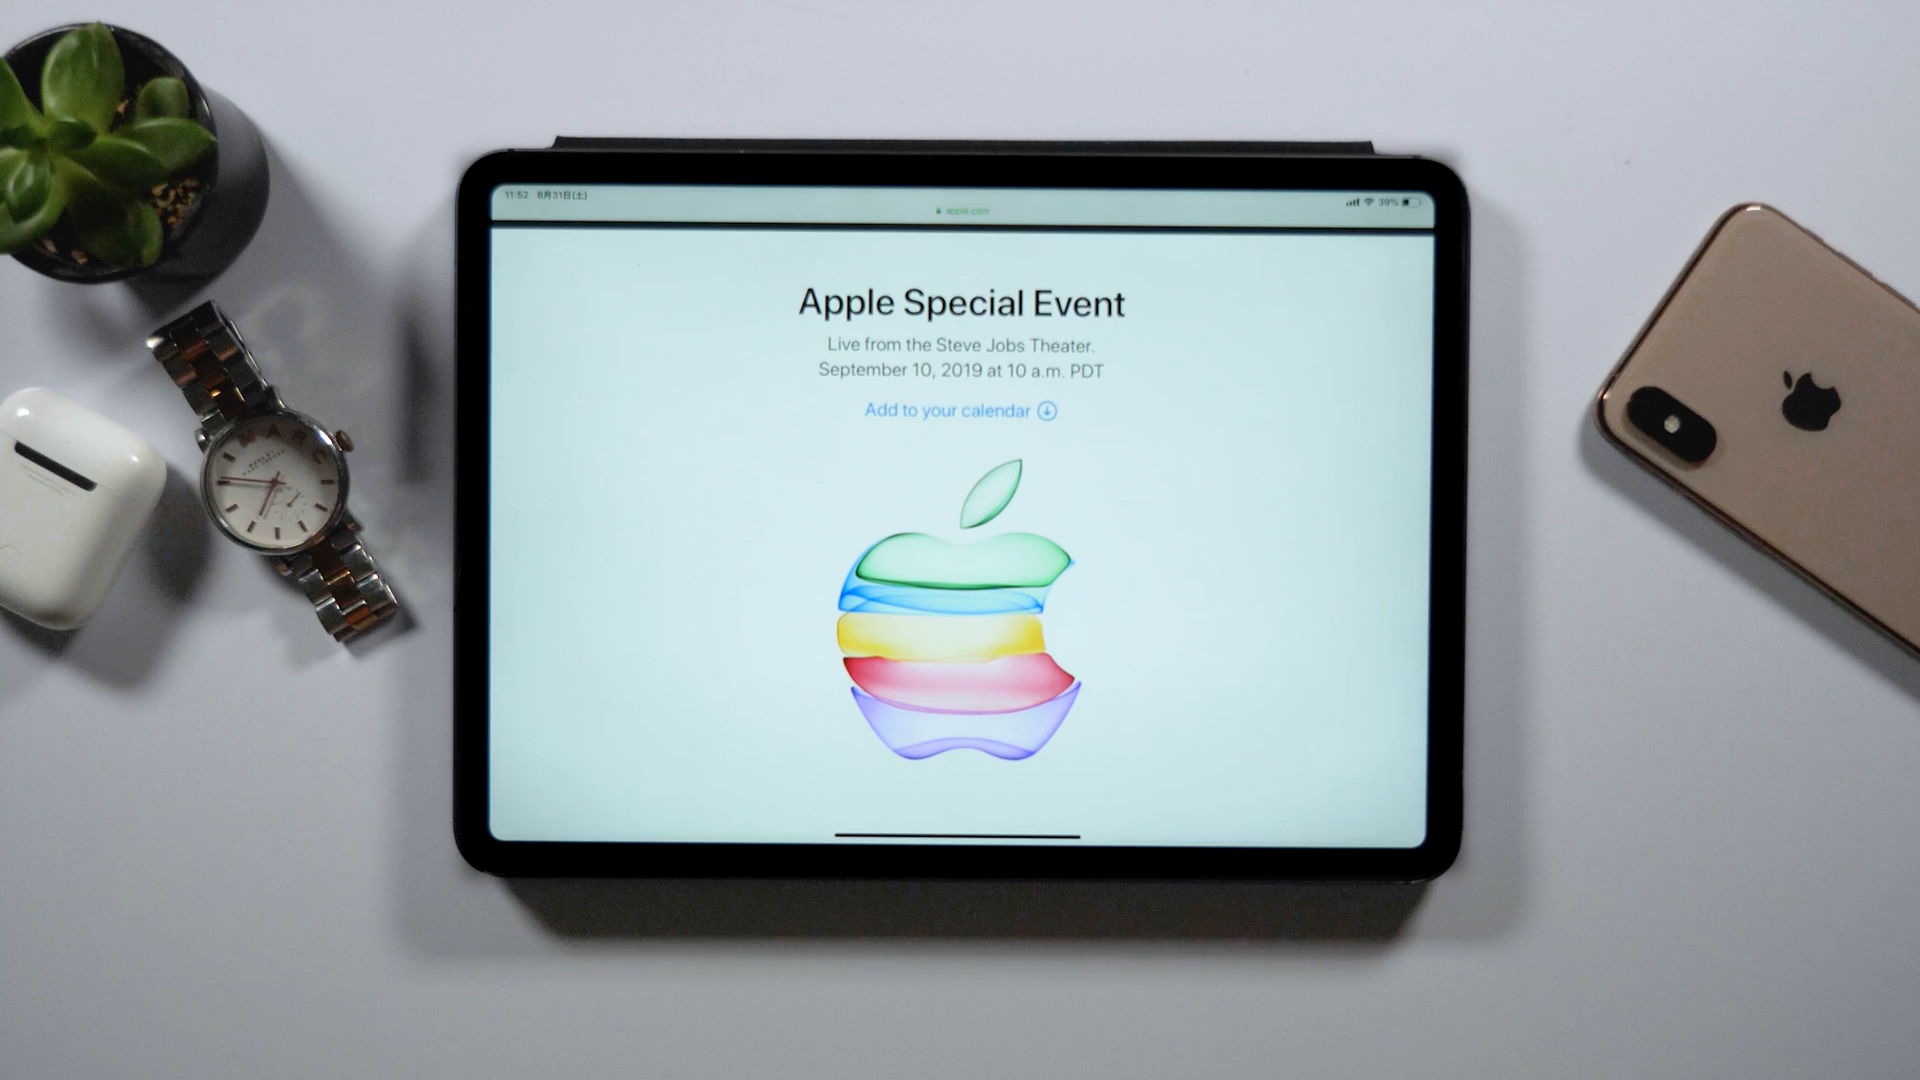 11:52 8月31日(土)
39%
apple.com
Apple Special Event
Live from the Steve Jobs Theater.
September 10, 2019 at 10 a.m. PDT
Add to your calendar
MARC